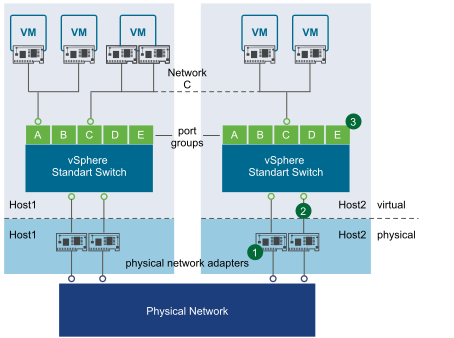 VM VM VM VM VM
Network
C
3
A B C D E
port
groups
A B C D E
vSphere
Standart Switch
vSphere
Standart Switch
Host1
Host2 virtual
2
Host1
Host2 physical
1
physical network adapters
Physical Network